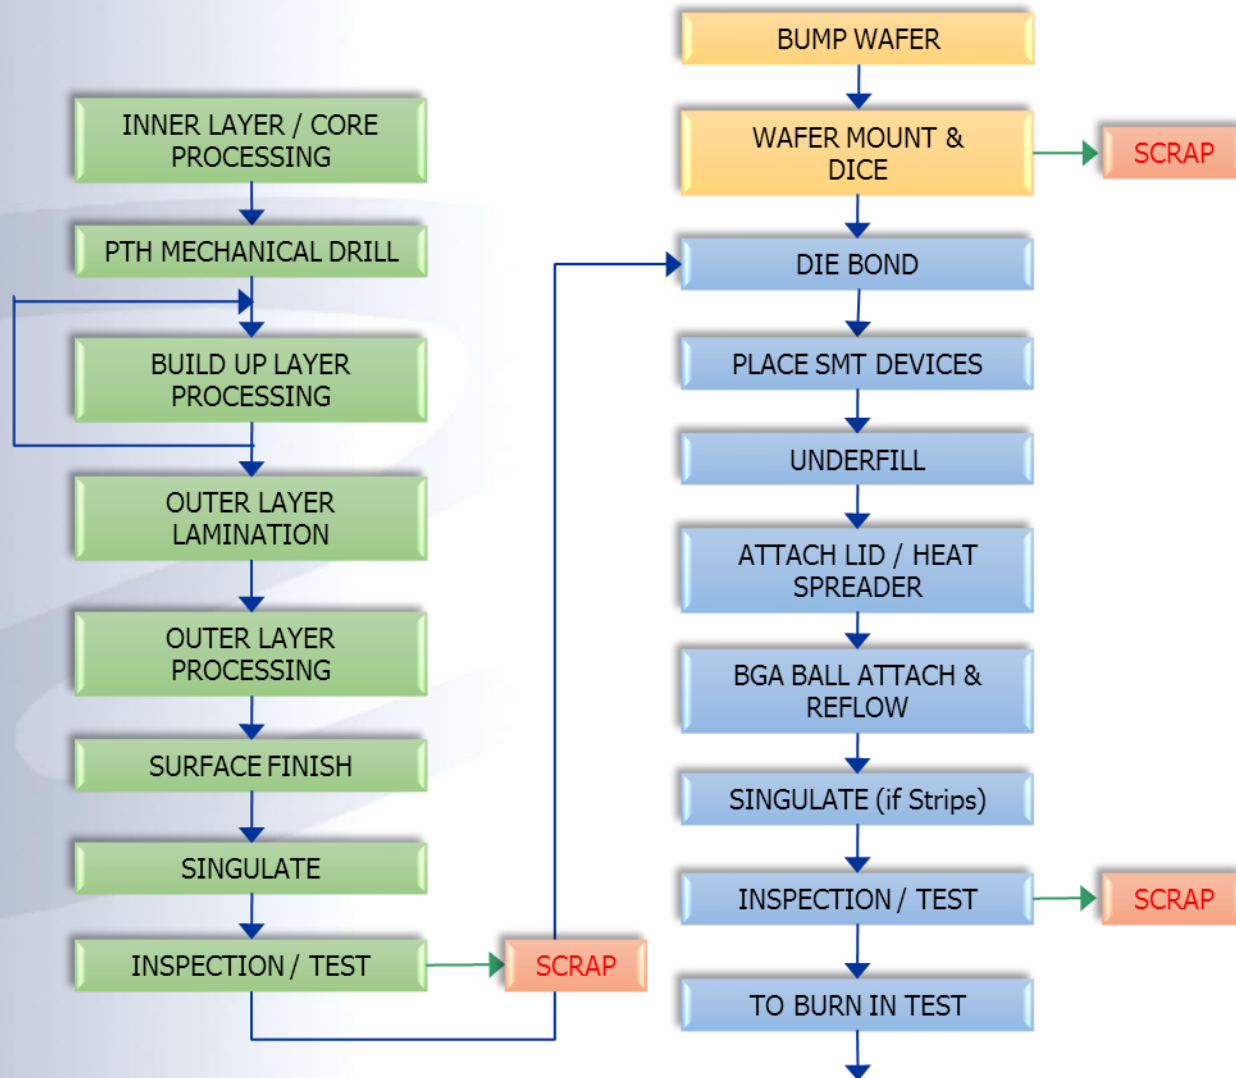 INNER LAYER / CORE
PROCESSING
PTH MECHANICAL DRILL
BUILD UP LAYER
PROCESSING
OUTER LAYER
LAMINATION
OUTER LAYER
PROCESSING
SURFACE FINISH
SINGULATE
INSPECTION / TEST
SCRAP
BUMP WAFER
WAFER MOUNT &
DICE
SCRAP
DIE BOND
PLACE SMT DEVICES
UNDERFILL
ATTACH LID / HEAT
SPREADER
BGA BALL ATTACH &
REFLOW
SINGULATE (if Strips)
INSPECTION / TEST
SCRAP
TO BURN IN TEST